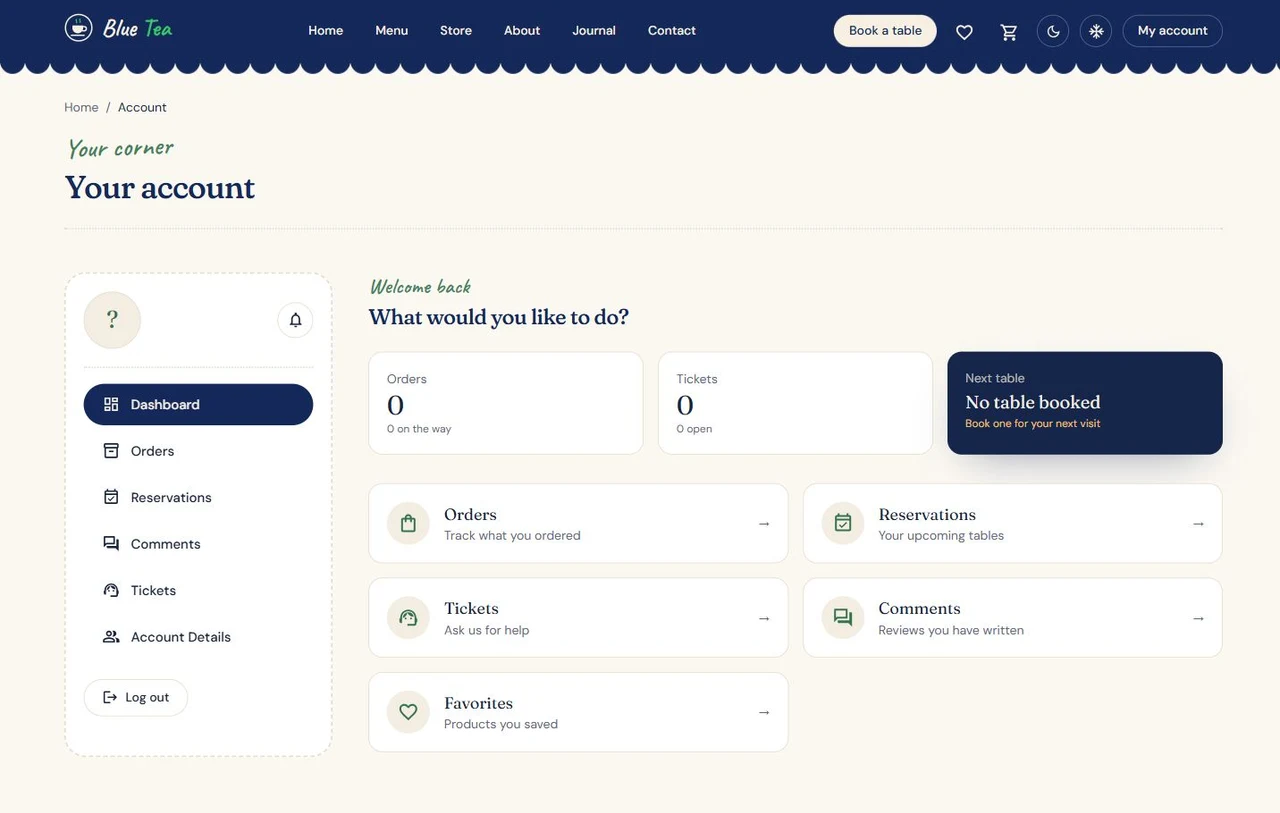 Blue Tea
Home
Menu
Store
About
Journal
Contact
Book a table
My account
Home / Account
Your corner
Your account
?
Dashboard
Orders
Reservations
Comments
Tickets
Account Details
Log out
Welcome back
What would you like to do?
Orders
0
0 on the way
Tickets
0
0 open
Next table
No table booked
Book one for your next visit
Orders
Track what you ordered
→
Reservations
Your upcoming tables
→
Tickets
Ask us for help
→
Comments
Reviews you have written
→
Favorites
Products you saved
→